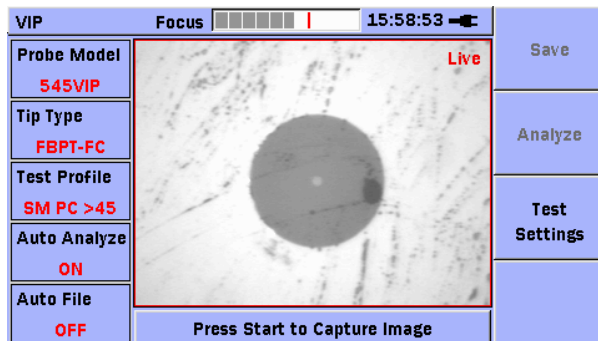 VIP Focus 15:58:53
Probe Model
545VIP
Tip Type
FBPT-FC
Test Profile
SM PC >45
Auto Analyze
ON
Auto File
OFF
Live
Press Start to Capture Image
Save
Analyze
Test
Settings